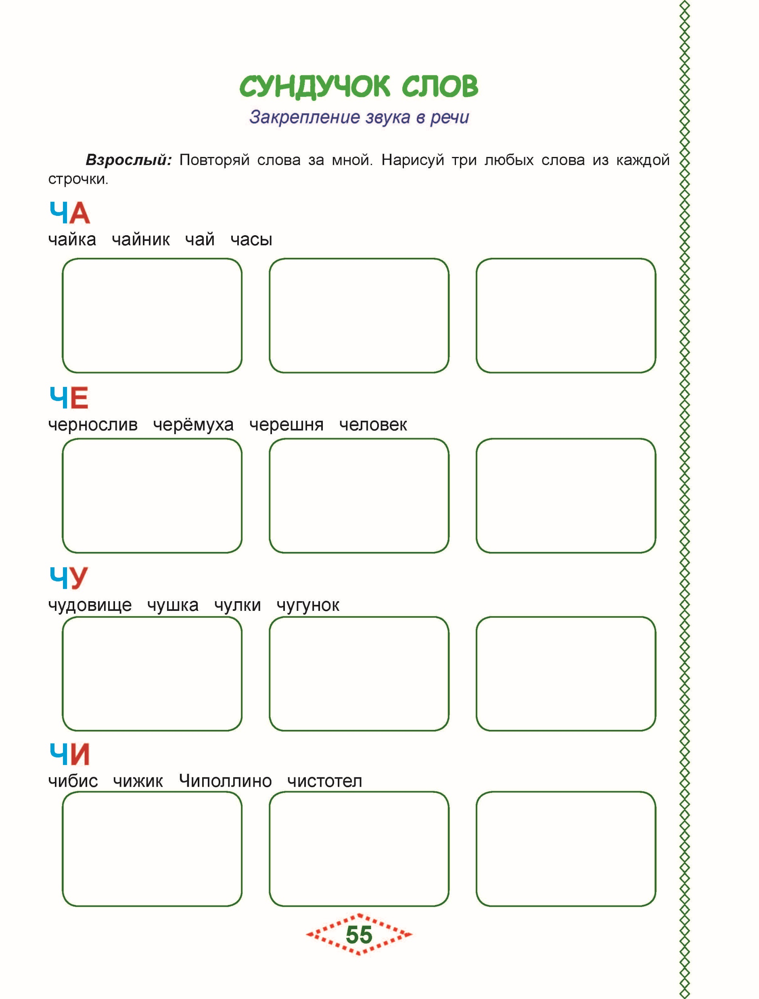 СУНДУЧОК СЛОВ
Закрепление звука в речи
Взрослый: Повторяй слова за мной. Нарисуй три любых слова из каждой
строчки.
ЧА
чайка чайник чай часы
ЧЕ
чернослив черёмуха черешня человек
ЧУ
чудовище чушка чулки чугунок
ЧИ
чибис чижик Чиполлино чистотел
55